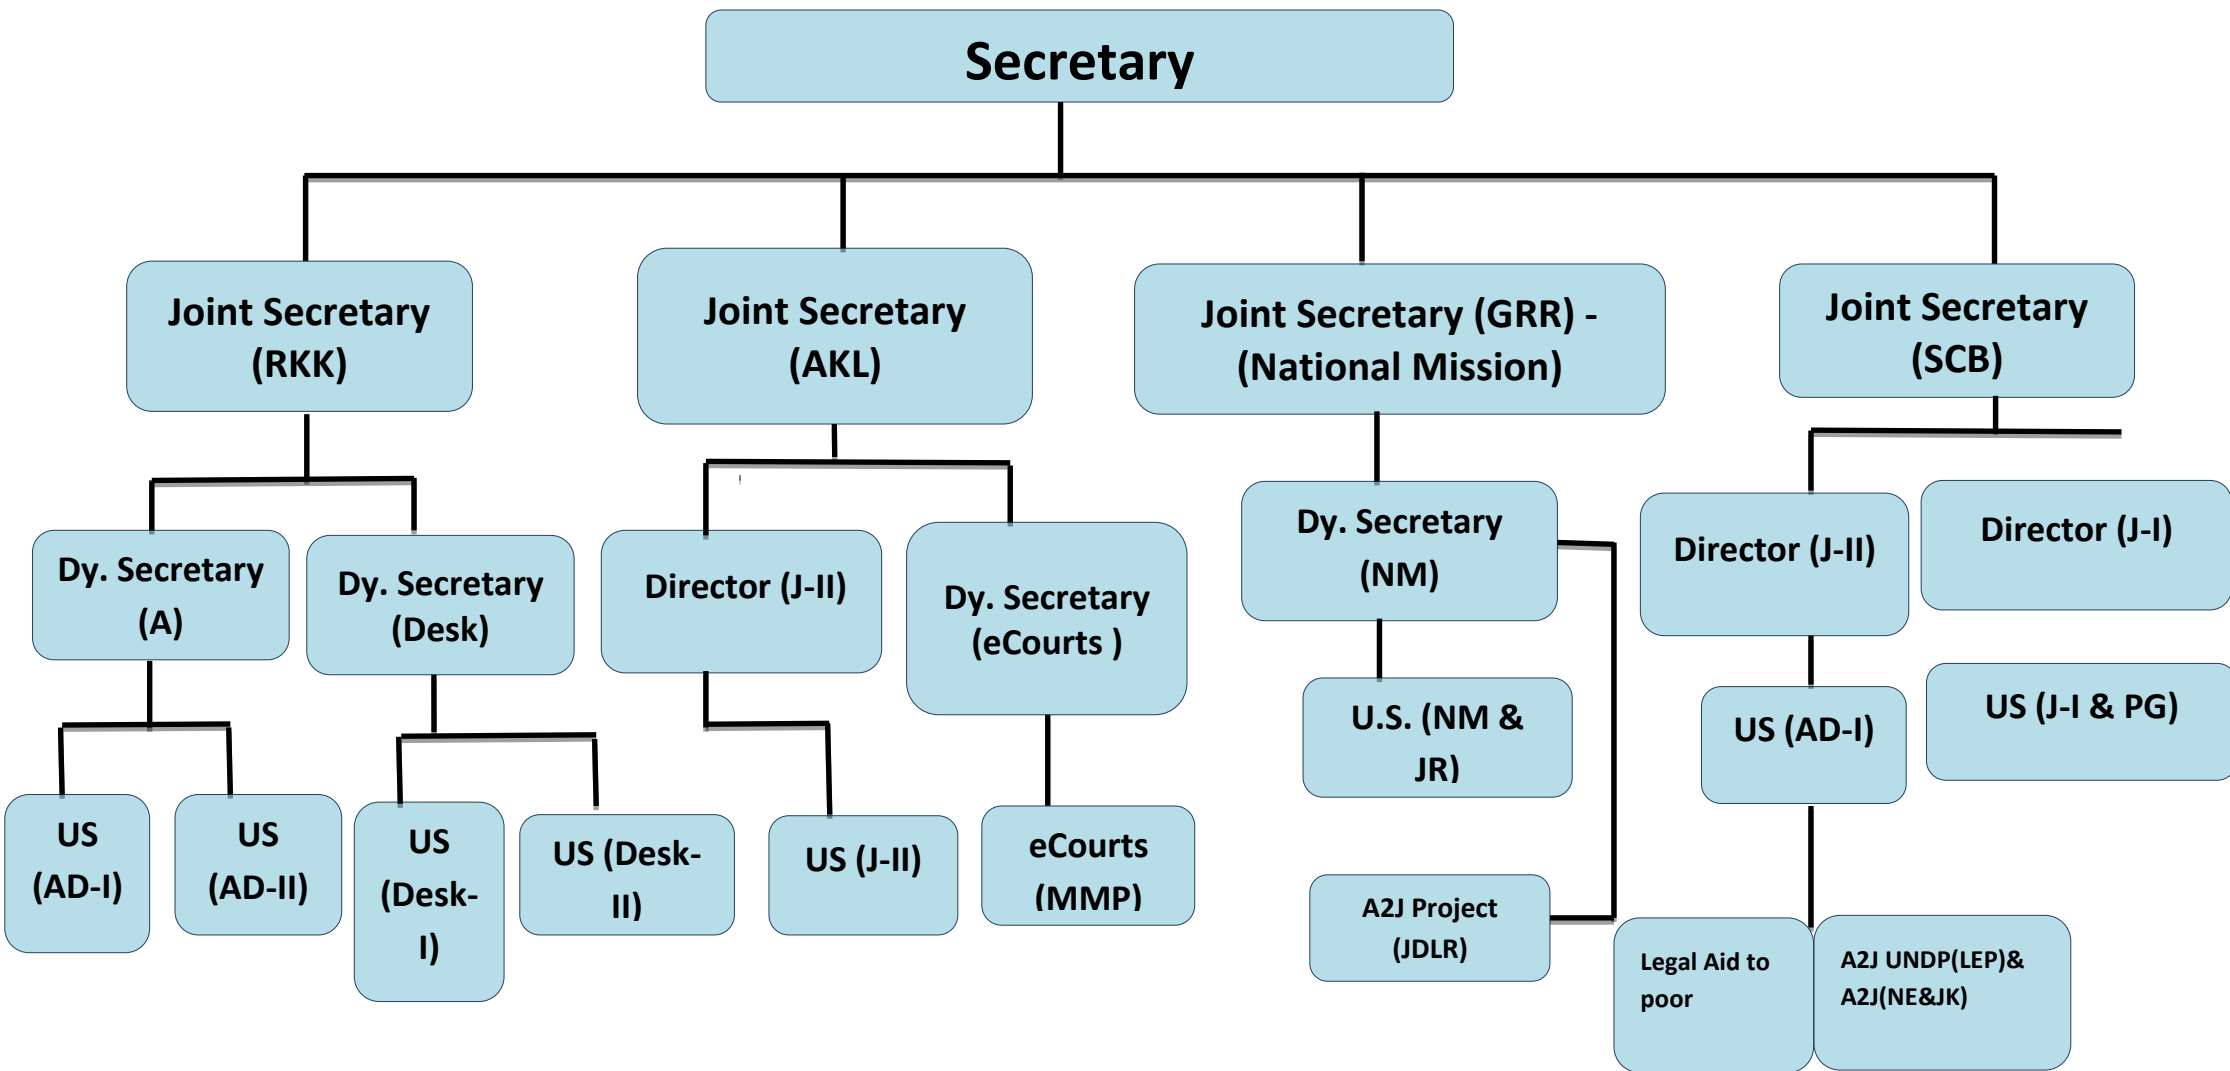 Secretary
Joint Secretary
(RKK)
Joint Secretary
(AKL)
Joint Secretary (GRR) -
(National Mission)
Joint Secretary
(SCB)
Dy. Secretary
(A)
Dy. Secretary
(Desk)
Director (J-II)
Dy. Secretary
(eCourts )
Dy. Secretary
(NM)
Director (J-II)
Director (J-I)
U.S. (NM &
JR)
US (AD-I)
US (J-I & PG)
US
(AD-I)
US
(AD-II)
US
(Desk-
I)
US (Desk-
II)
US (J-II)
eCourts
(MMP)
A2J Project
(JDLR)
Legal Aid to
poor
A2J UNDP(LEP)&
A2J(NE&JK)